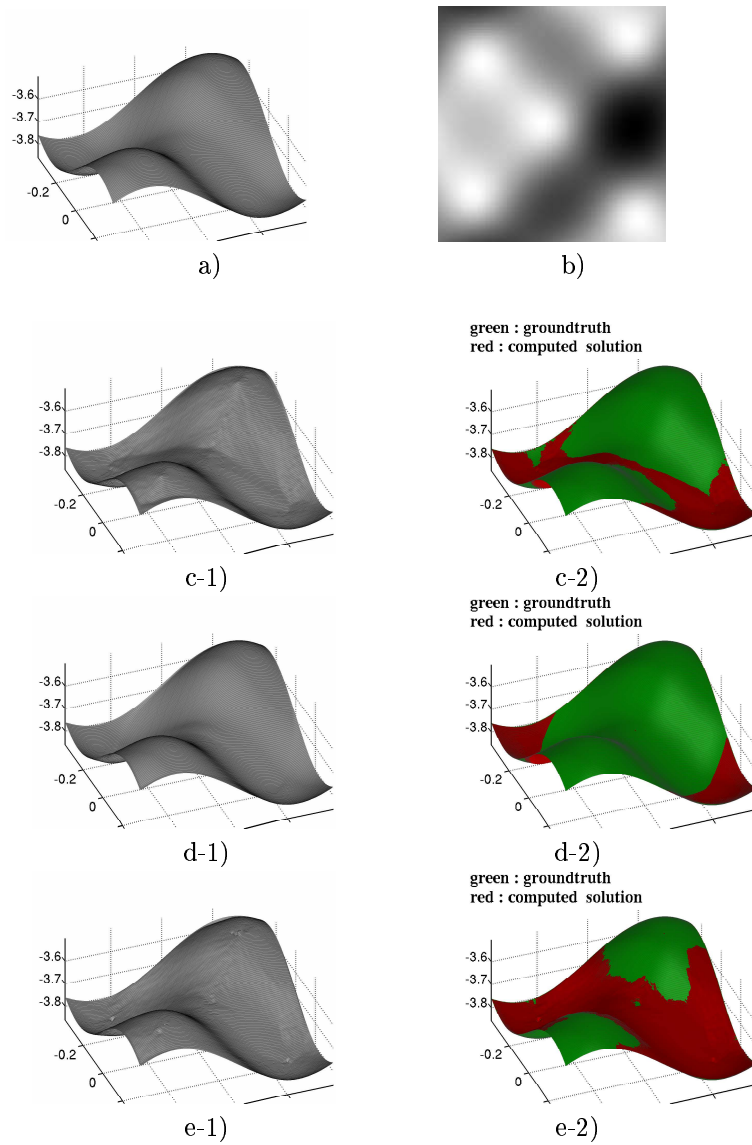 -3.6
-3.7
-3.8
-0.2
0
a)
b)
-3.6
-3.7
-3.8
-0.2
0
c-1)
green : groundtruth
red : computed solution
-3.6
-3.7
-3.8
-0.2
0
c-2)
-3.6
-3.7
-3.8
-0.2
0
d-1)
green : groundtruth
red : computed solution
-3.6
-3.7
-3.8
-0.2
0
d-2)
-3.6
-3.7
-3.8
-0.2
0
e-1)
green : groundtruth
red : computed solution
-3.6
-3.7
-3.8
-0.2
0
e-2)